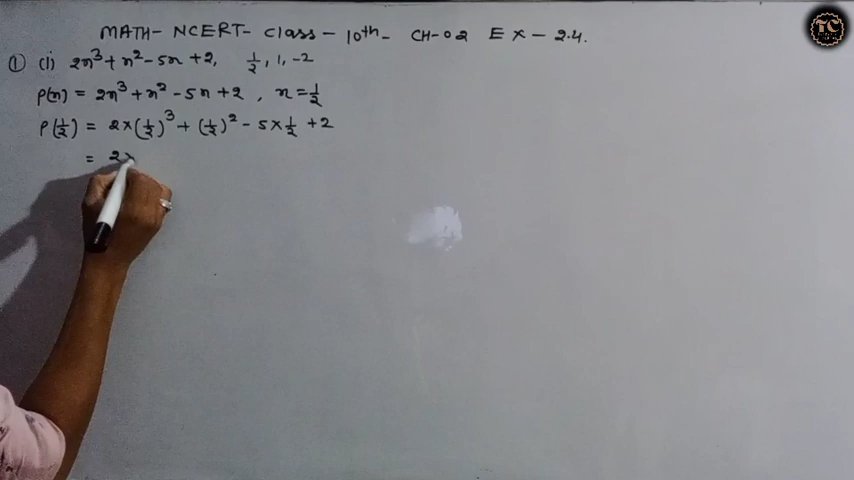 MATH- NCERT- Class - 10th- CH-02 Ex - 2.4.
① (i) 2x³ + x² - 5x + 2, 1/2, 1, -2
P(x) = 2x³ + x² - 5x + 2 , x = 1/2
P(1/2) = 2×(1/2)³ + (1/2)² - 5×1/2 + 2
= 2×
TC